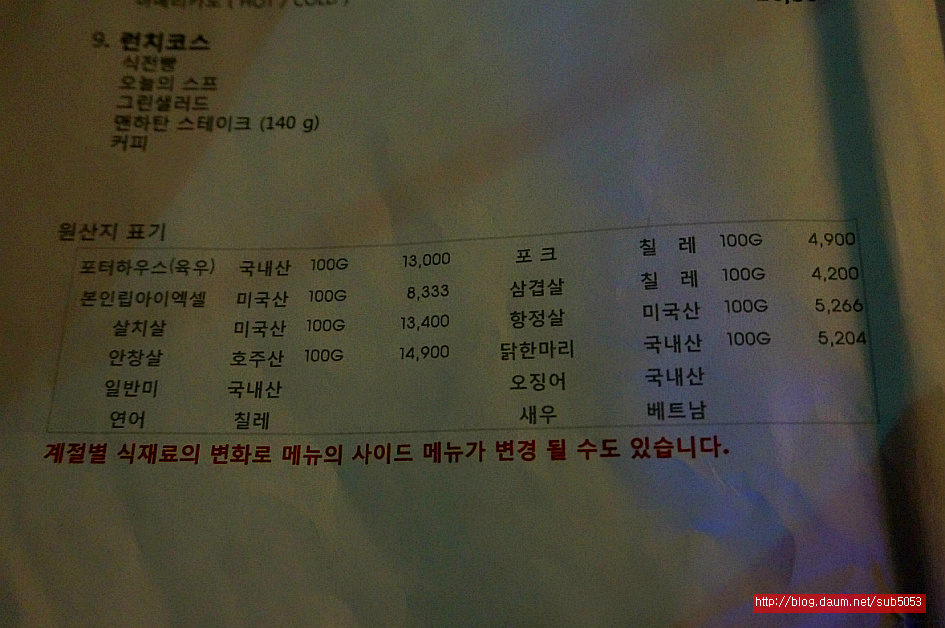 아메리카노 ( HOT / COLD )
9. 런치코스
식전빵
오늘의 스프
그린샐러드
맨하탄 스테이크 (140 g)
커피
원산지 표기
포터하우스(육우) 국내산 100G 13,000 포 크 칠 레 100G 4,900
본인립아이엑셀 미국산 100G 8,333 삼겹살 칠 레 100G 4,200
살치살 미국산 100G 13,400 항정살 미국산 100G 5,266
안창살 호주산 100G 14,900 닭한마리 국내산 100G 5,204
일반미 국내산 오징어 국내산
연어 칠레 새우 베트남
계절별 식재료의 변화로 메뉴의 사이드 메뉴가 변경 될 수도 있습니다.
http://blog.daum.net/sub5053